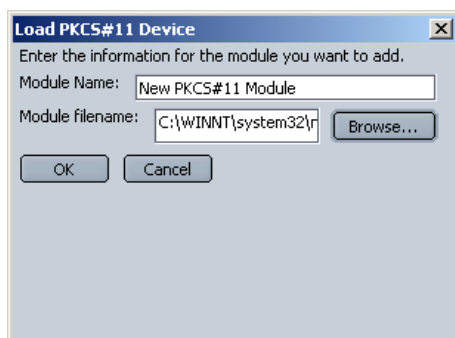 Load PKCS#11 Device
Enter the information for the module you want to add.
Module Name: New PKCS#11 Module
Module filename: C:\WINNT\system32\r Browse...
OK Cancel